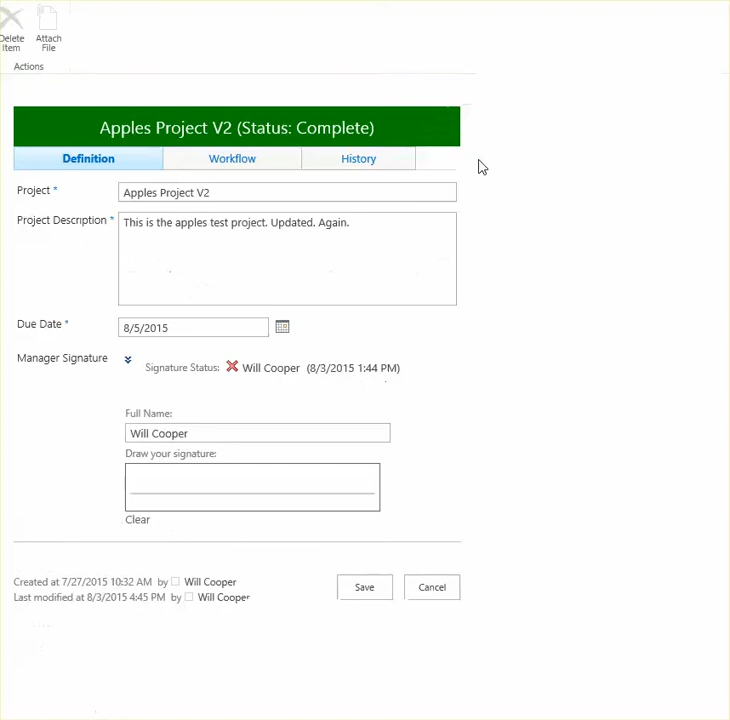 Delete Item
Attach File
Actions
Apples Project V2 (Status: Complete)
Definition Workflow History
Project * Apples Project V2
Project Description * This is the apples test project. Updated. Again.
Due Date * 8/5/2015
Manager Signature Signature Status: Will Cooper (8/3/2015 1:44 PM)
Full Name:
Will Cooper
Draw your signature:
Clear
Created at 7/27/2015 10:32 AM by Will Cooper
Last modified at 8/3/2015 4:45 PM by Will Cooper
Save Cancel